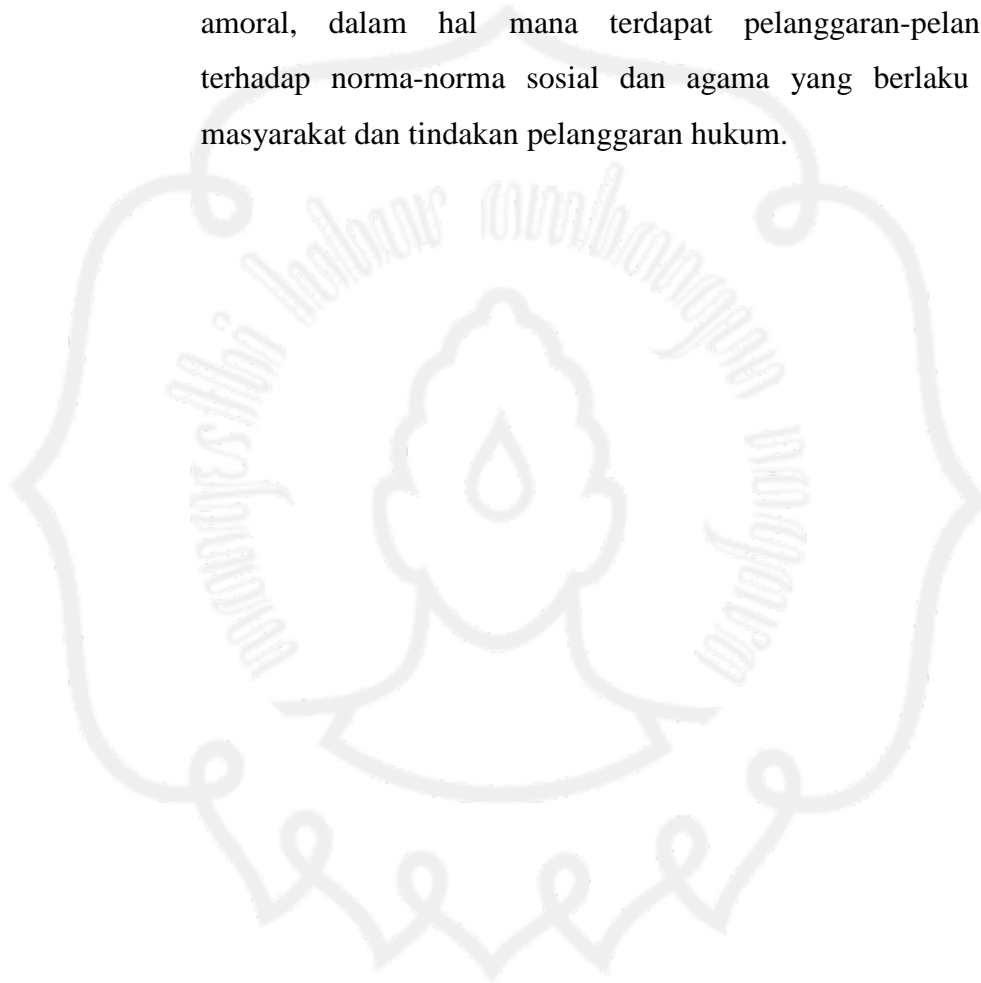 amoral, dalam hal mana terdapat pelanggaran-pelan
terhadap norma-norma sosial dan agama yang berlaku
masyarakat dan tindakan pelanggaran hukum.